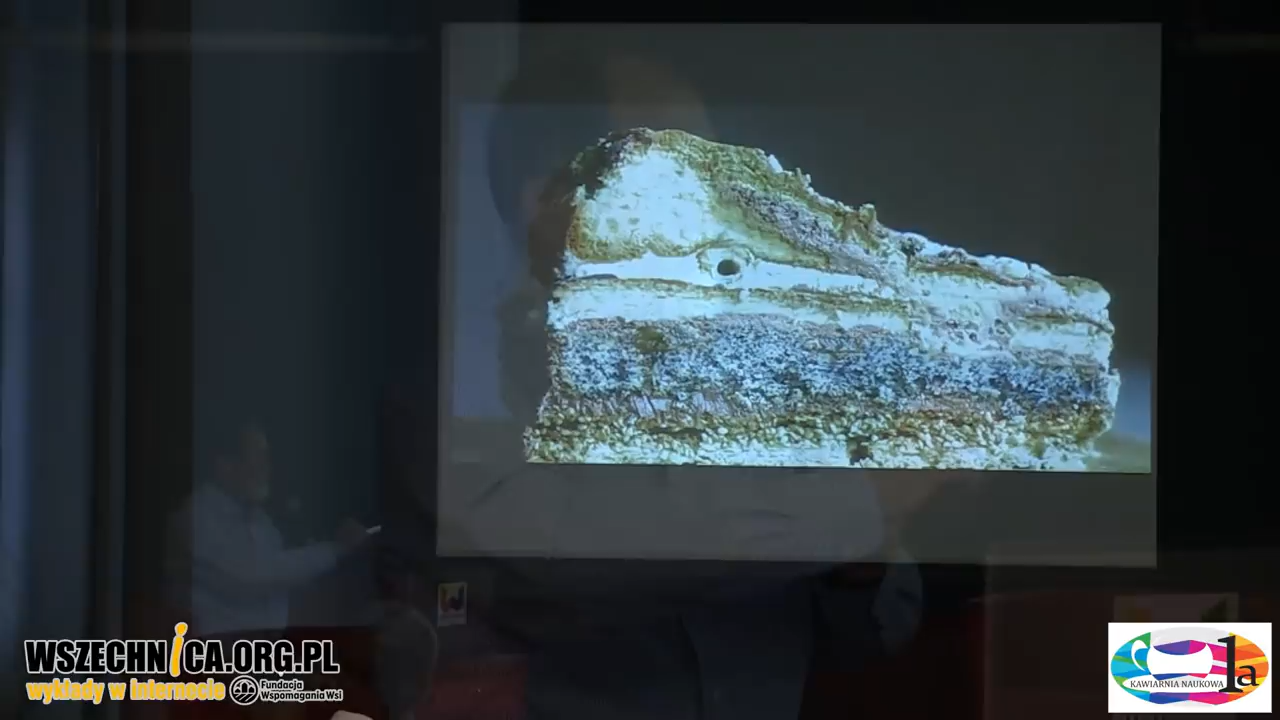 WSZECHNiCA.ORG.PL
wykłady w internecie
Fundacja
Wspomagania Wsi
KAWIARNIA NAUKOWA 1a